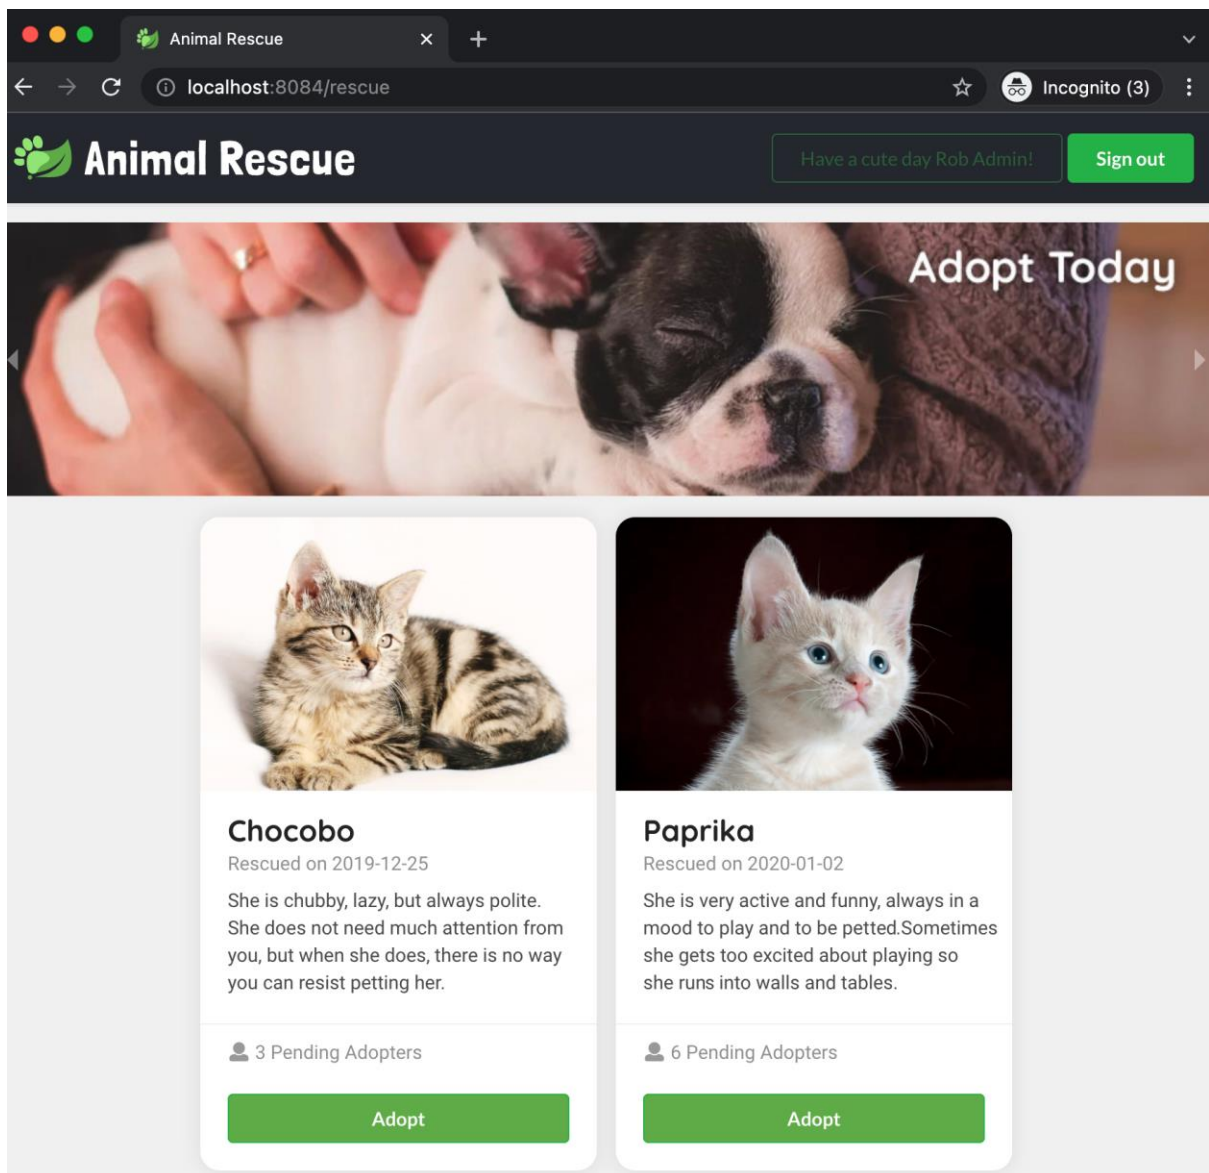 Animal Rescue
localhost:8084/rescue
Incognito (3)
Animal Rescue
Have a cute day Rob Admin!
Sign out
Adopt Today
Chocobo
Rescued on 2019-12-25
She is chubby, lazy, but always polite.
She does not need much attention from
you, but when she does, there is no way
you can resist petting her.
3 Pending Adopters
Adopt
Paprika
Rescued on 2020-01-02
She is very active and funny, always in a
mood to play and to be petted.Sometimes
she gets too excited about playing so
she runs into walls and tables.
6 Pending Adopters
Adopt